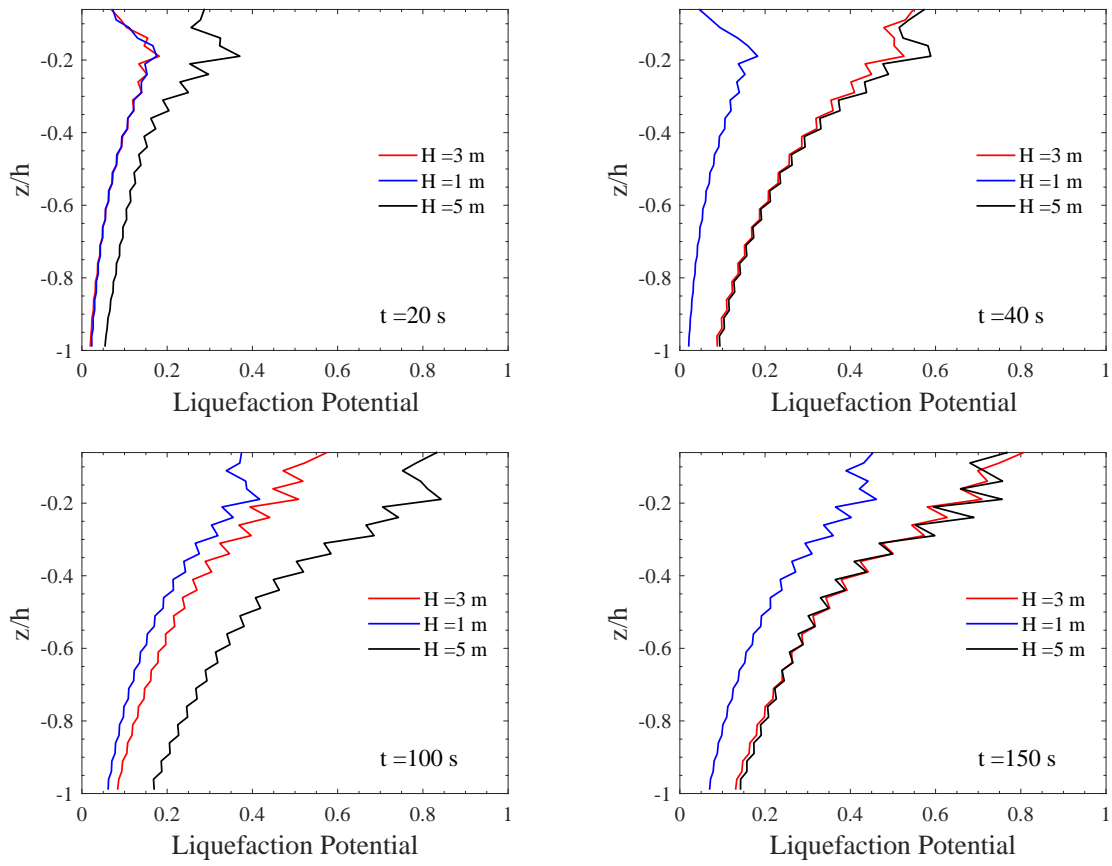 0
-0.2
-0.4
-0.6
-0.8
-1
z/h
H =3 m
H =1 m
H =5 m
t =20 s
0 0.2 0.4 0.6 0.8 1
Liquefaction Potential
0
-0.2
-0.4
-0.6
-0.8
-1
z/h
H =3 m
H =1 m
H =5 m
t =40 s
0 0.2 0.4 0.6 0.8 1
Liquefaction Potential
0
-0.2
-0.4
-0.6
-0.8
-1
z/h
H =3 m
H =1 m
H =5 m
t =100 s
0 0.2 0.4 0.6 0.8 1
Liquefaction Potential
0
-0.2
-0.4
-0.6
-0.8
-1
z/h
H =3 m
H =1 m
H =5 m
t =150 s
0 0.2 0.4 0.6 0.8 1
Liquefaction Potential